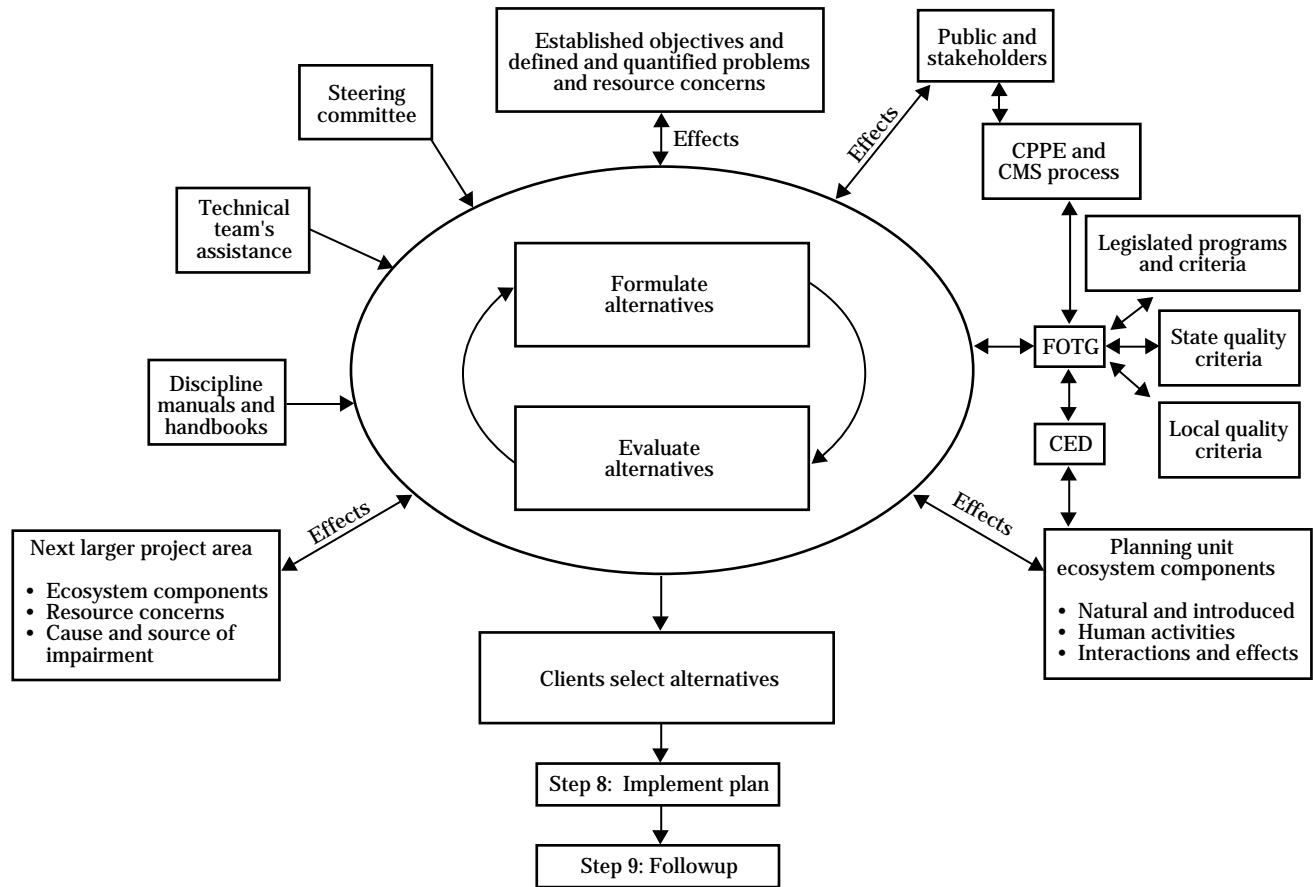 Established objectives and
defined and quantified problems
and resource concerns
Public and
stakeholders
Steering
committee
Effects
Effects
CPPE and
CMS process
Technical
team's
assistance
Legislated programs
and criteria
Formulate
alternatives
FOTG
State quality
criteria
Discipline
manuals and
handbooks
Evaluate
alternatives
CED
Local quality
criteria
Effects
Effects
Next larger project area
• Ecosystem components
• Resource concerns
• Cause and source of
impairment
Planning unit
ecosystem components
• Natural and introduced
• Human activities
• Interactions and effects
Clients select alternatives
Step 8: Implement plan
Step 9: Followup